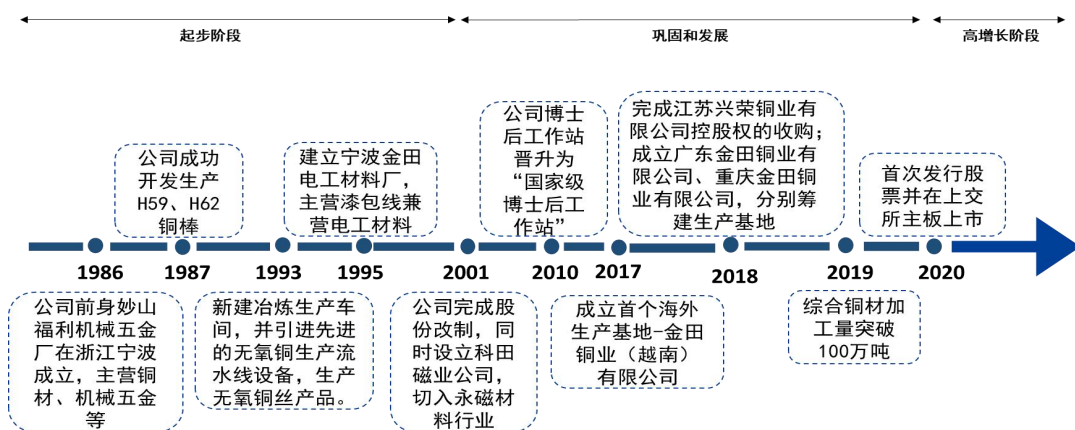 起步阶段
巩固和发展
高增长阶段
公司成功
开发生产
H59、H62
铜棒
建立宁波金田
电工材料厂，
主营漆包线兼
营电工材料
公司博士
后工作站
晋升为
“国家级
博士后工
作站”
完成江苏兴荣铜业有
限公司控股权的收购；
成立广东金田铜业有
限公司、重庆金田铜
业有限公司，分别筹
建生产基地
首次发行股
票并在上交
所主板上市
1986
1987
1993
1995
2001
2010
2017
2018
2019
2020
公司前身妙山
福利机械五金
厂在浙江宁波
成立，主营铜
材、机械五金
等
新建冶炼生产车
间，并引进先进
的无氧铜生产流
水线设备，生产
无氧铜丝产品。
公司完成股
份改制，同
时设立科田
磁业公司，
切入永磁材
料行业
成立首个海外
生产基地-金田
铜业（越南）
有限公司
综合铜材加
工量突破
100万吨